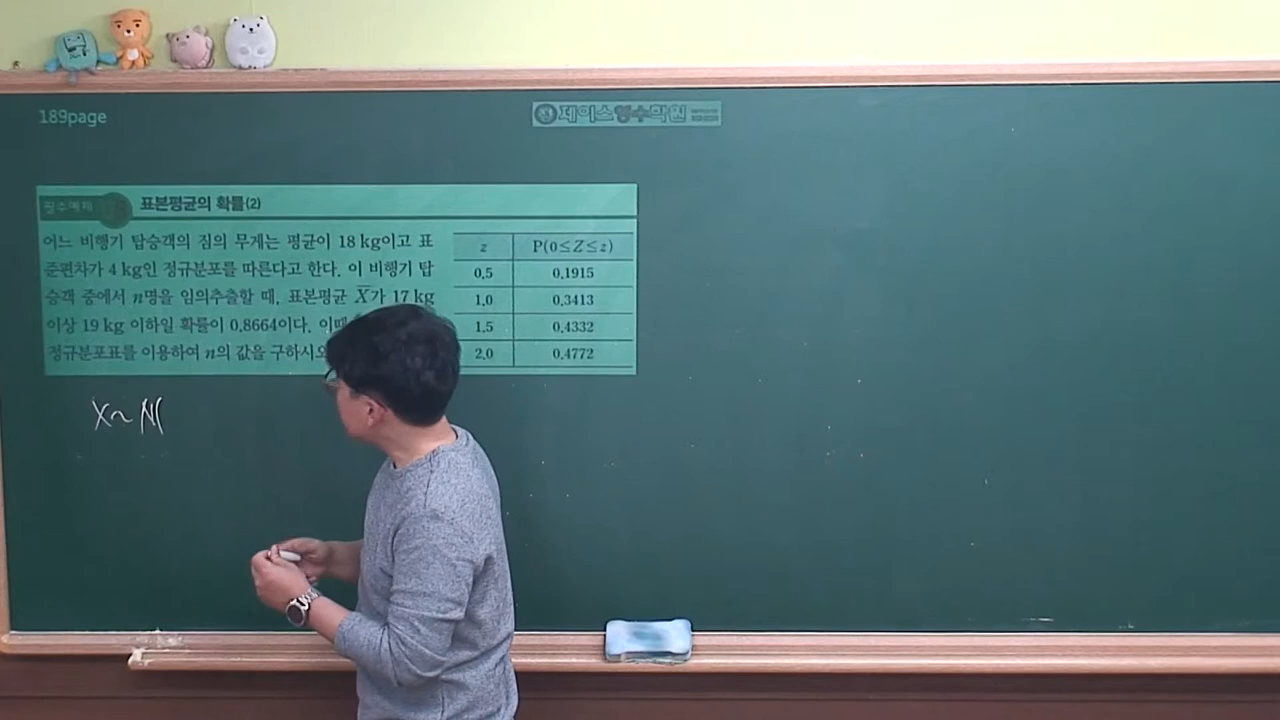 189page
제이스영수학원
필수예제
표본평균의 확률(2)
어느 비행기 탑승객의 짐의 무게는 평균이 18 kg이고 표
준편차가 4 kg인 정규분포를 따른다고 한다. 이 비행기 탑
승객 중에서 n명을 임의추출할 때, 표본평균 X̄가 17 kg
이상 19 kg 이하일 확률이 0.8664이다. 이때
정규분포표를 이용하여 n의 값을 구하시오
z P(0≤Z≤z)
0.5 0.1915
1.0 0.3413
1.5 0.4332
2.0 0.4772
X~N(